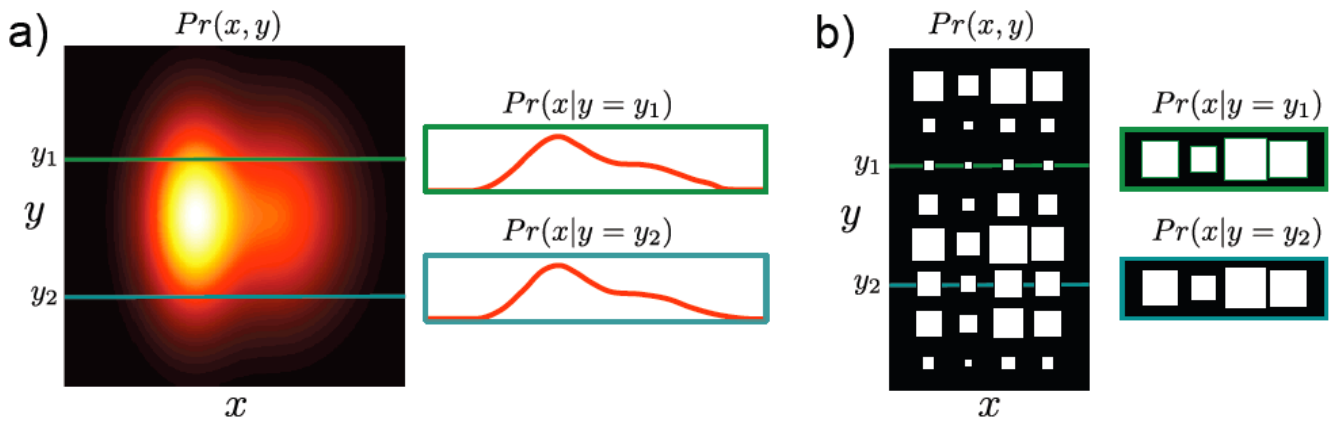 a)
Pr(x, y)
y₁
y
y₂
x
Pr(x|y = y₁)
Pr(x|y = y₂)
b)
Pr(x, y)
y₁
y
y₂
x
Pr(x|y = y₁)
Pr(x|y = y₂)